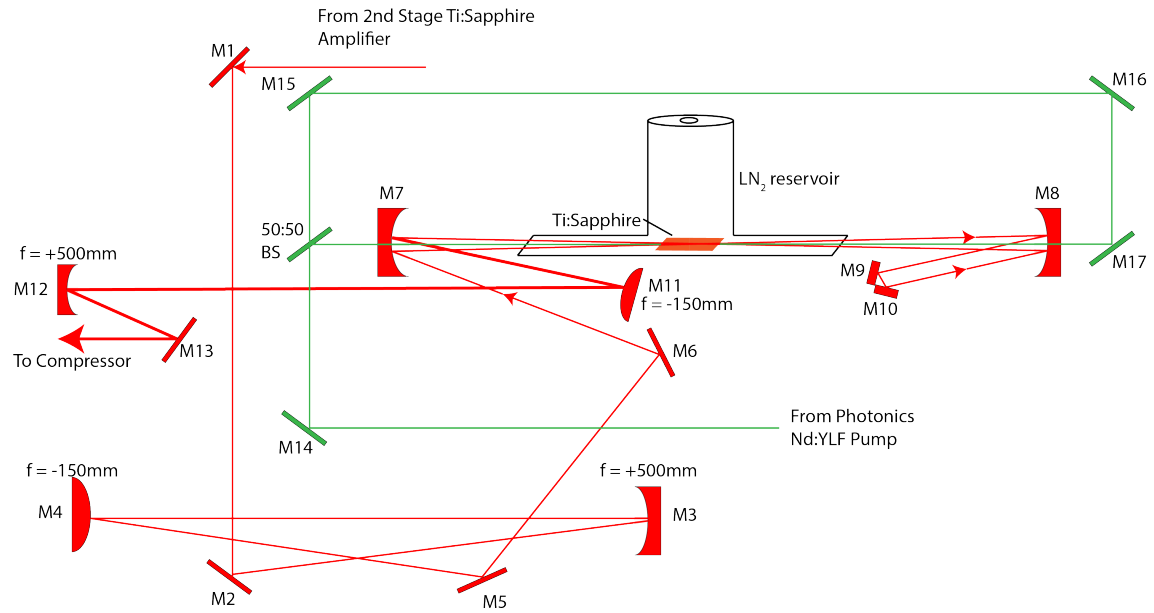 From 2nd Stage Ti:Sapphire
Amplifier
M1
M15
M16
LN2 reservoir
M7
M8
Ti:Sapphire
50:50
BS
f = +500mm
M17
M9
M12
M11
f = -150mm
M10
M13
To Compressor
M6
From Photonics
Nd:YLF Pump
M14
f = -150mm
f = +500mm
M4
M3
M2
M5